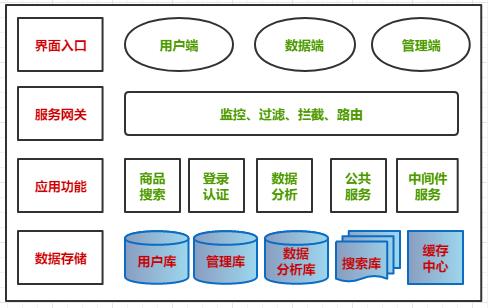 界面入口
用户端
数据端
管理端
服务网关
监控、过滤、拦截、路由
应用功能
商品
搜索
登录
认证
数据
分析
公共
服务
中间件
服务
数据存储
用户库
管理库
数据
分析库
搜索库
缓存
中心